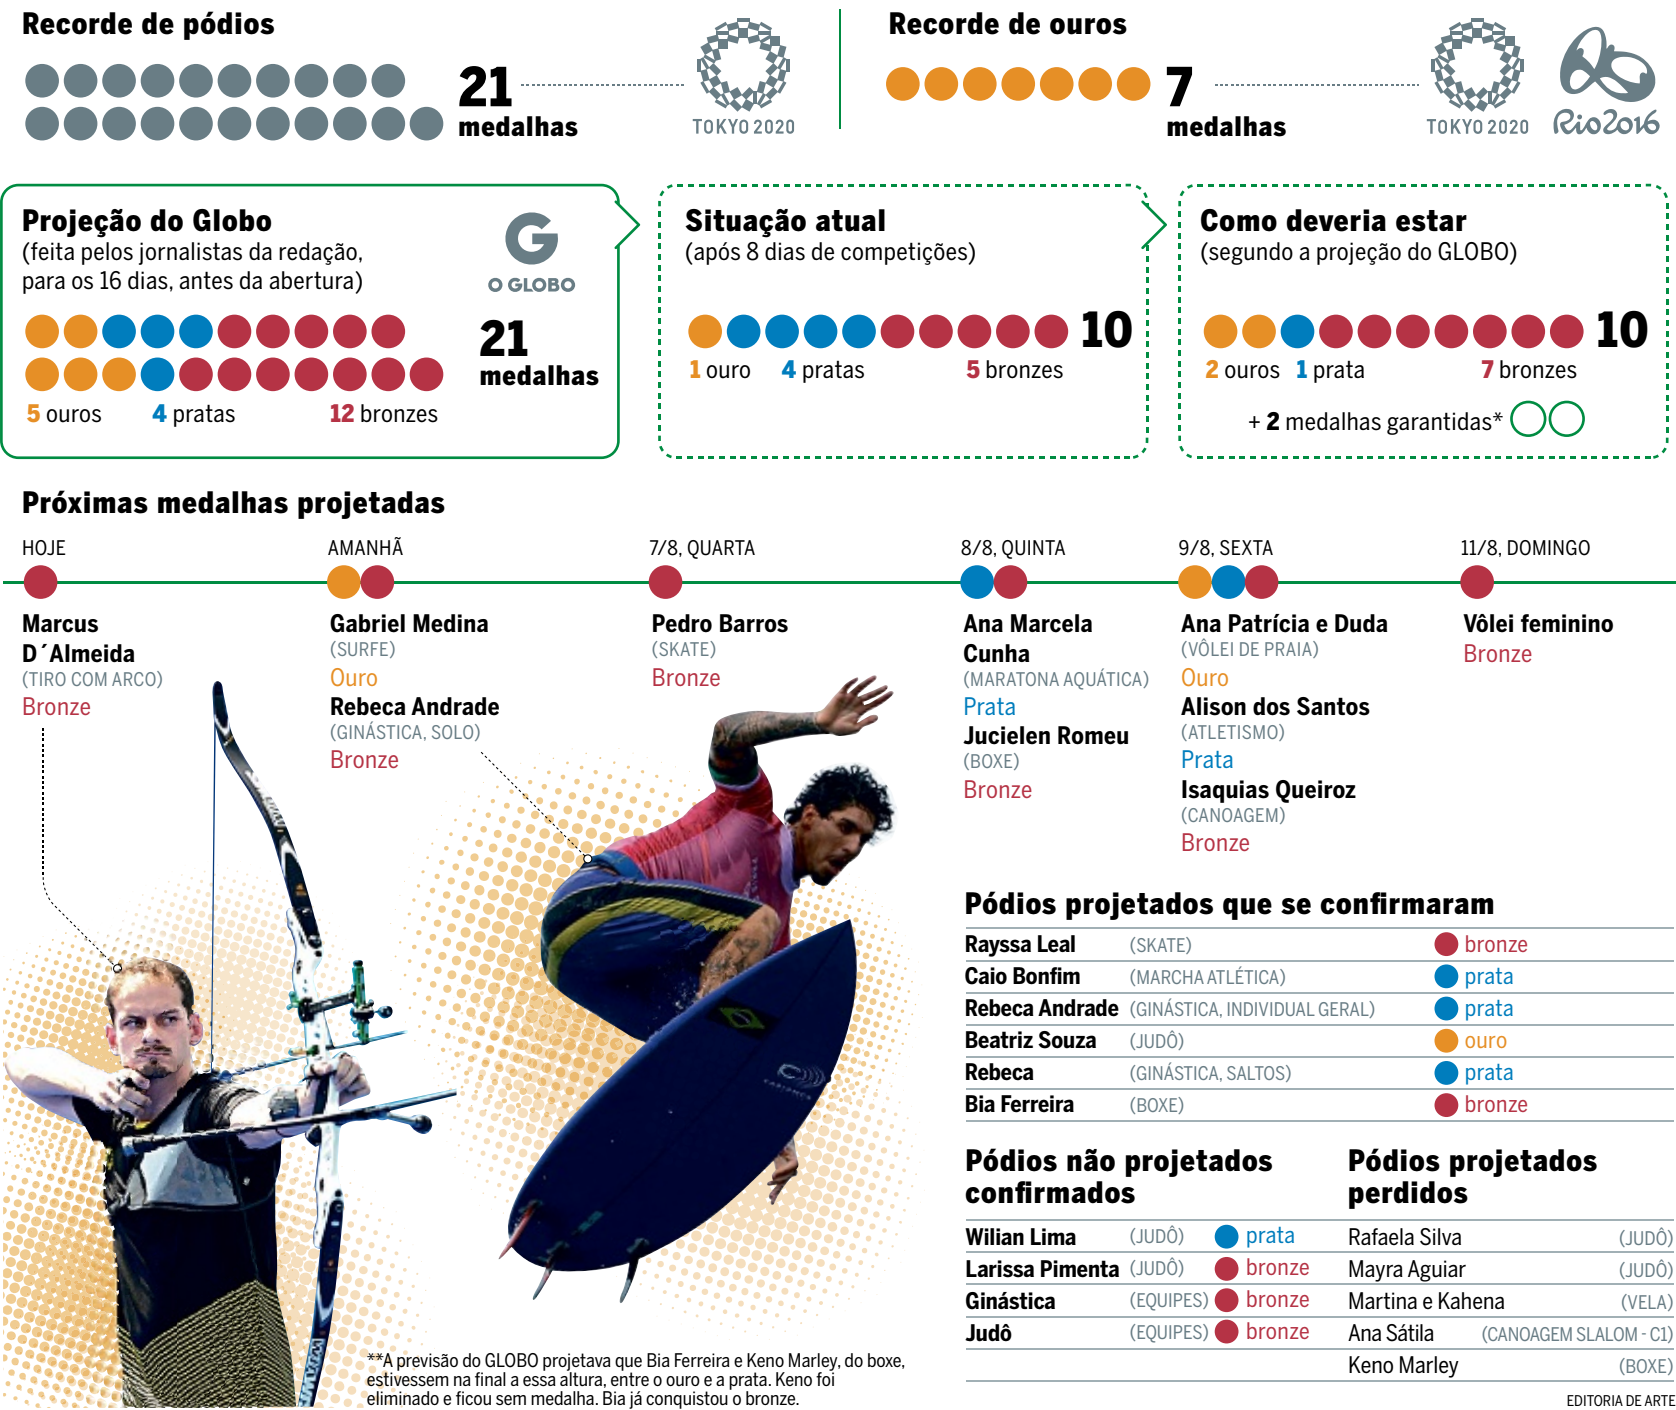 Recorde de pódios
21
medalhas
TOKYO 2020
Recorde de ouros
7
medalhas
TOKYO 2020
Rio2016
Projeção do Globo
(feita pelos jornalistas da redação,
para os 16 dias, antes da abertura)
G
O GLOBO
21
medalhas
5 ouros
4 pratas
12 bronzes
Situação atual
(após 8 dias de competições)
10
1 ouro
4 pratas
5 bronzes
Como deveria estar
(segundo a projeção do GLOBO)
10
2 ouros
1 prata
7 bronzes
+ 2 medalhas garantidas*
Próximas medalhas projetadas
HOJE
Marcus
D´Almeida
(TIRO COM ARCO)
Bronze
AMANHÃ
Gabriel Medina
(SURFE)
Ouro
Rebeca Andrade
(GINÁSTICA, SOLO)
Bronze
7/8, QUARTA
Pedro Barros
(SKATE)
Bronze
8/8, QUINTA
Ana Marcela
Cunha
(MARATONA AQUÁTICA)
Prata
Jucielen Romeu
(BOXE)
Bronze
9/8, SEXTA
Ana Patrícia e Duda
(VÔLEI DE PRAIA)
Ouro
Alison dos Santos
(ATLETISMO)
Prata
Isaquias Queiroz
(CANOAGEM)
Bronze
11/8, DOMINGO
Vôlei feminino
Bronze
Pódios projetados que se confirmaram
Rayssa Leal (SKATE) bronze
Caio Bonfim (MARCHA ATLÉTICA) prata
Rebeca Andrade (GINÁSTICA, INDIVIDUAL GERAL) prata
Beatriz Souza (JUDÔ) ouro
Rebeca (GINÁSTICA, SALTOS) prata
Bia Ferreira (BOXE) bronze
Pódios não projetados
confirmados
Wilian Lima (JUDÔ) prata
Larissa Pimenta (JUDÔ) bronze
Ginástica (EQUIPES) bronze
Judô (EQUIPES) bronze
Pódios projetados
perdidos
Rafaela Silva (JUDÔ)
Mayra Aguiar (JUDÔ)
Martina e Kahena (VELA)
Ana Sátila (CANOAGEM SLALOM - C1)
Keno Marley (BOXE)
**A previsão do GLOBO projetava que Bia Ferreira e Keno Marley, do boxe,
estivessem na final a essa altura, entre o ouro e a prata. Keno foi
eliminado e ficou sem medalha. Bia já conquistou o bronze.
EDITORIA DE ARTE